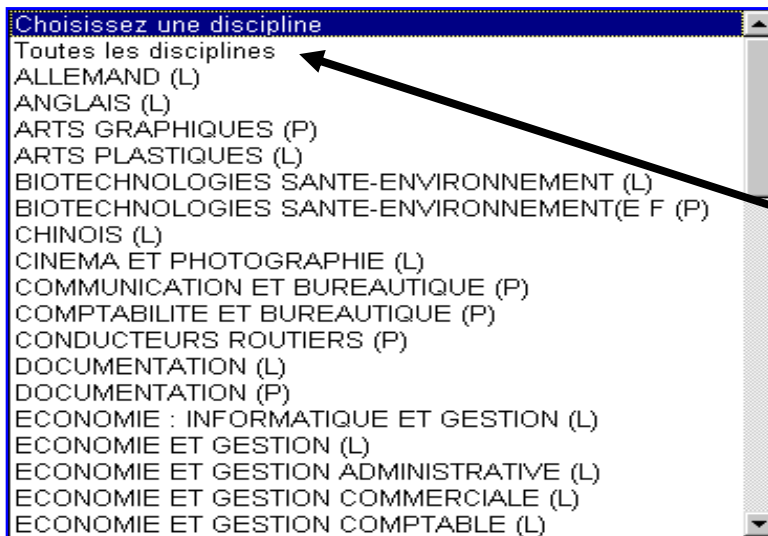 Choisissez une discipline
Toutes les disciplines
ALLEMAND (L)
ANGLAIS (L)
ARTS GRAPHIQUES (P)
ARTS PLASTIQUES (L)
BIOTECHNOLOGIES SANTE-ENVIRONNEMENT (L)
BIOTECHNOLOGIES SANTE-ENVIRONNEMENT(E F (P)
CHINOIS (L)
CINEMA ET PHOTOGRAPHIE (L)
COMMUNICATION ET BUREAUTIQUE (P)
COMPTABILITE ET BUREAUTIQUE (P)
CONDUCTEURS ROUTIERS (P)
DOCUMENTATION (L)
DOCUMENTATION (P)
ECONOMIE : INFORMATIQUE ET GESTION (L)
ECONOMIE ET GESTION (L)
ECONOMIE ET GESTION ADMINISTRATIVE (L)
ECONOMIE ET GESTION COMMERCIALE (L)
ECONOMIE ET GESTION COMPTABLE (L)